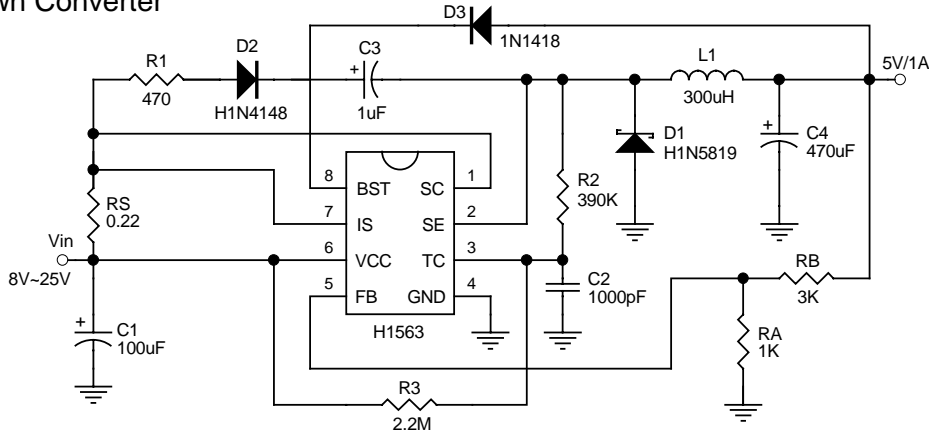 Converter
D3
1N1418
R1
470
D2
H1N4148
C3
+
1uF
L1
300uH
5V/1A
D1
H1N5819
+
C4
470uF
R2
390K
8
BST
SC
1
7
IS
SE
2
6
VCC
TC
3
5
FB
GND
4
H1563
RS
0.22
Vin
8V~25V
+
C1
100uF
C2
1000pF
RB
3K
RA
1K
R3
2.2M